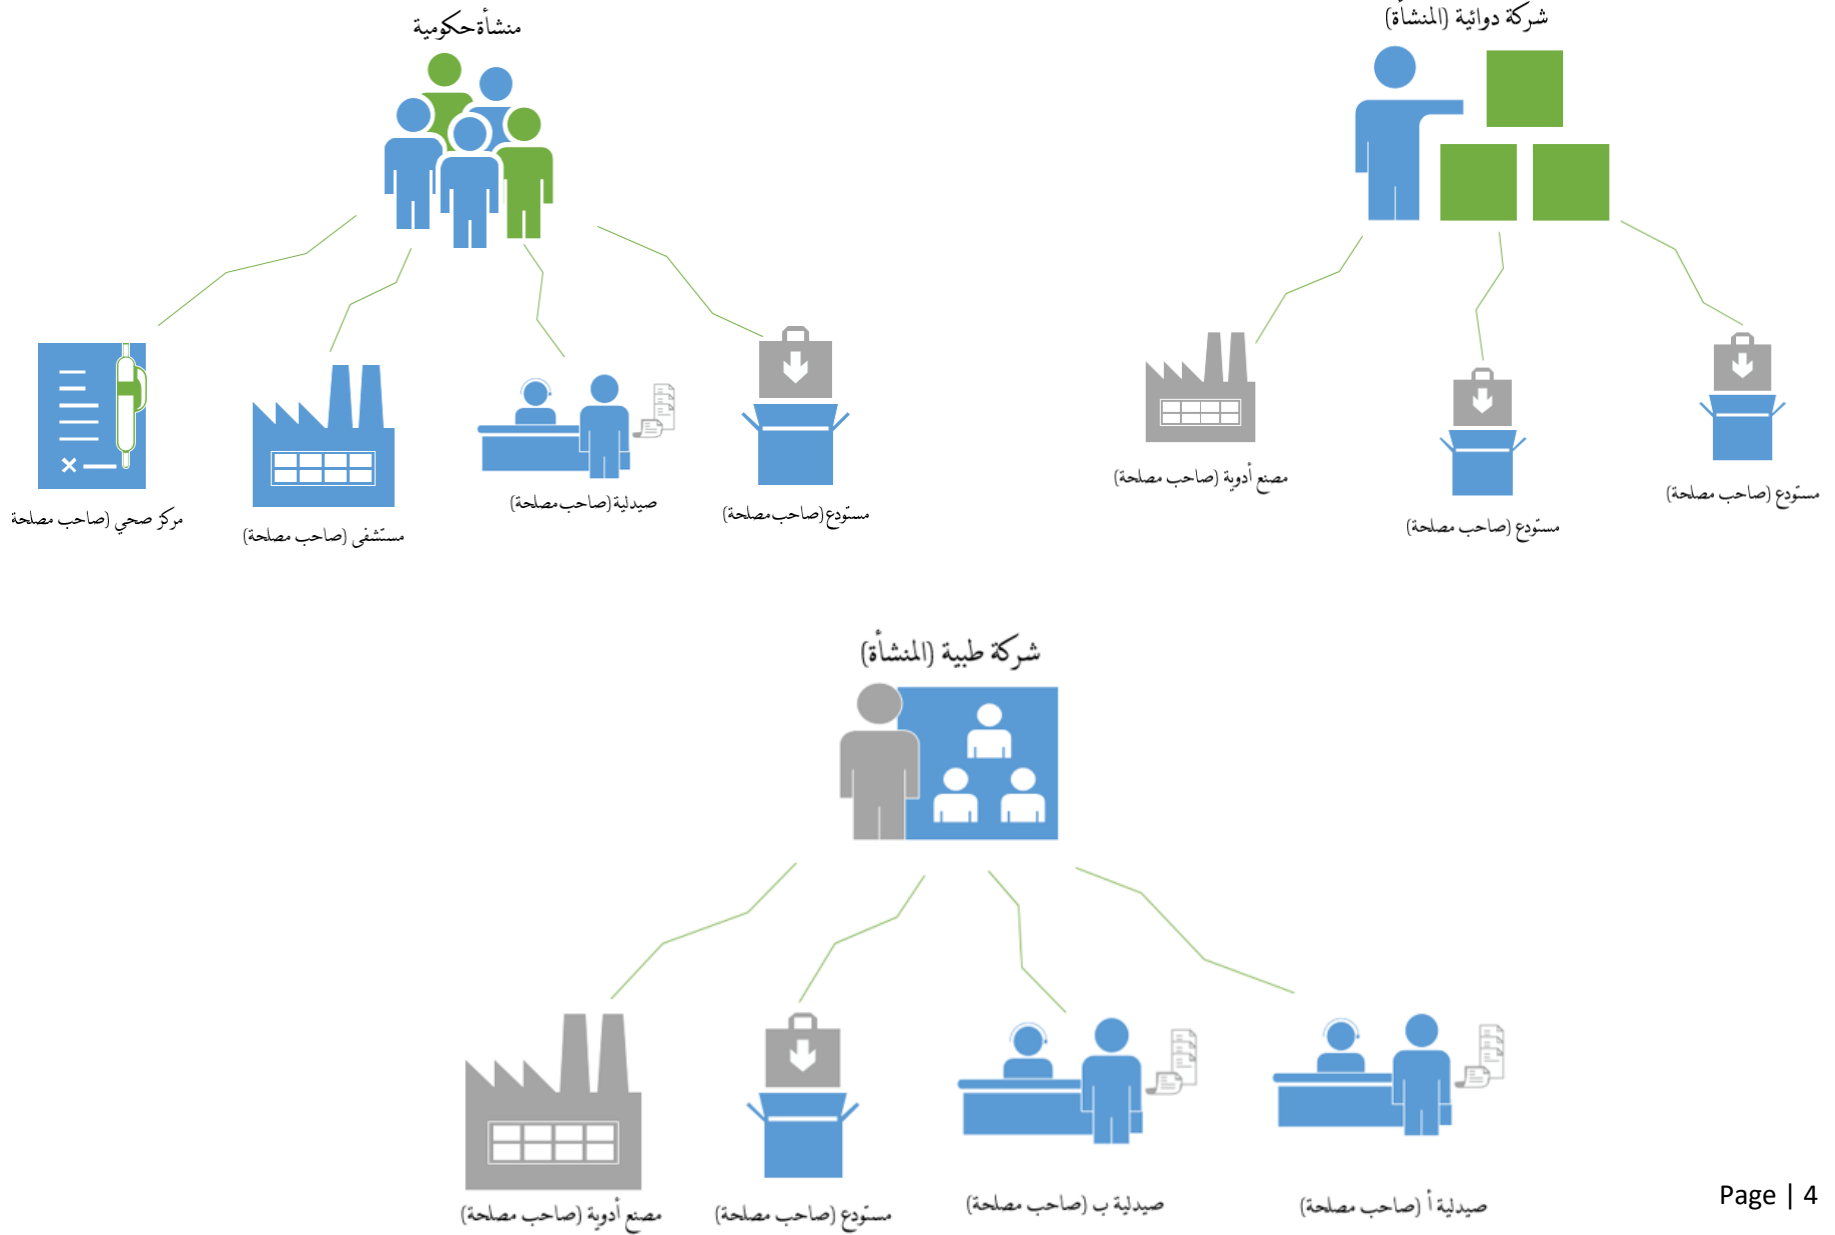 شركة دوائية (المنشأة)
منشأة حكومية
مصنع أدوية (صاحب مصلحة)
مستودع (صاحب مصلحة)
مستودع (صاحب مصلحة)
مركز صحي (صاحب مصلحة
مستشفى (صاحب مصلحة)
صيدلية (صاحب مصلحة)
مستودع (صاحب مصلحة)
شركة طبية (المنشأة)
صيدلية أ (صاحب مصلحة)
صيدلية ب (صاحب مصلحة)
مستودع (صاحب مصلحة)
مصنع أدوية (صاحب مصلحة)
Page | 4